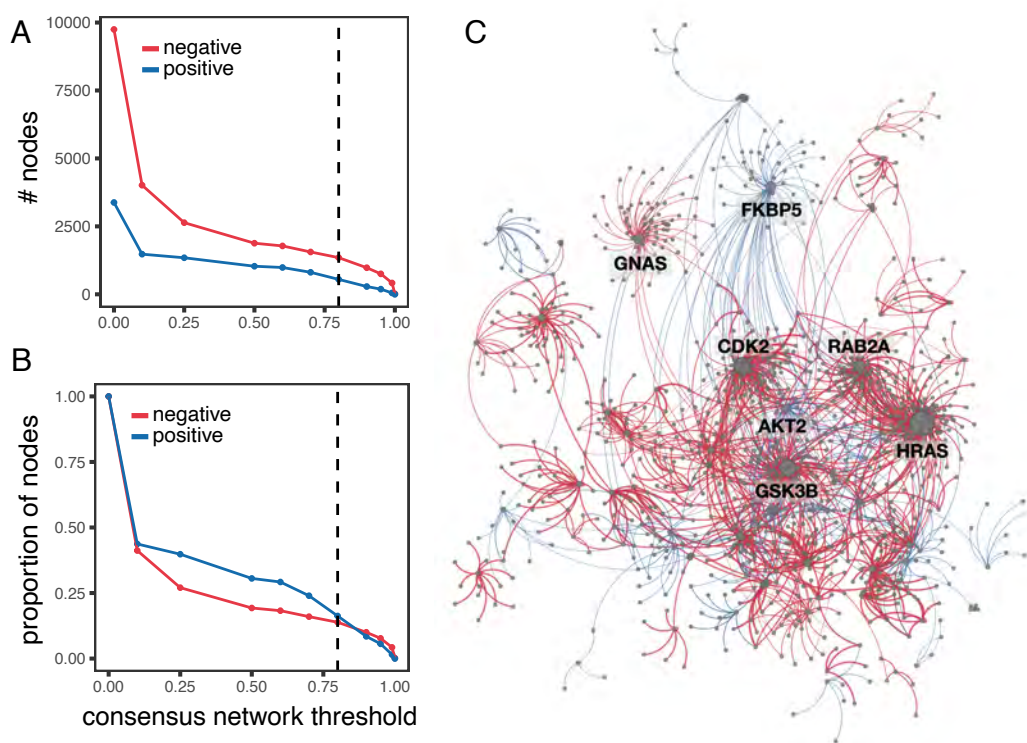 A
# nodes
10000
7500
5000
2500
0
negative
positive
0.00 0.25 0.50 0.75 1.00
B
proportion of nodes
1.00
0.75
0.50
0.25
0.00
negative
positive
0.00 0.25 0.50 0.75 1.00
consensus network threshold
C
FKBP5
GNAS
CDK2 RAB2A
AKT2
HRAS
GSK3B